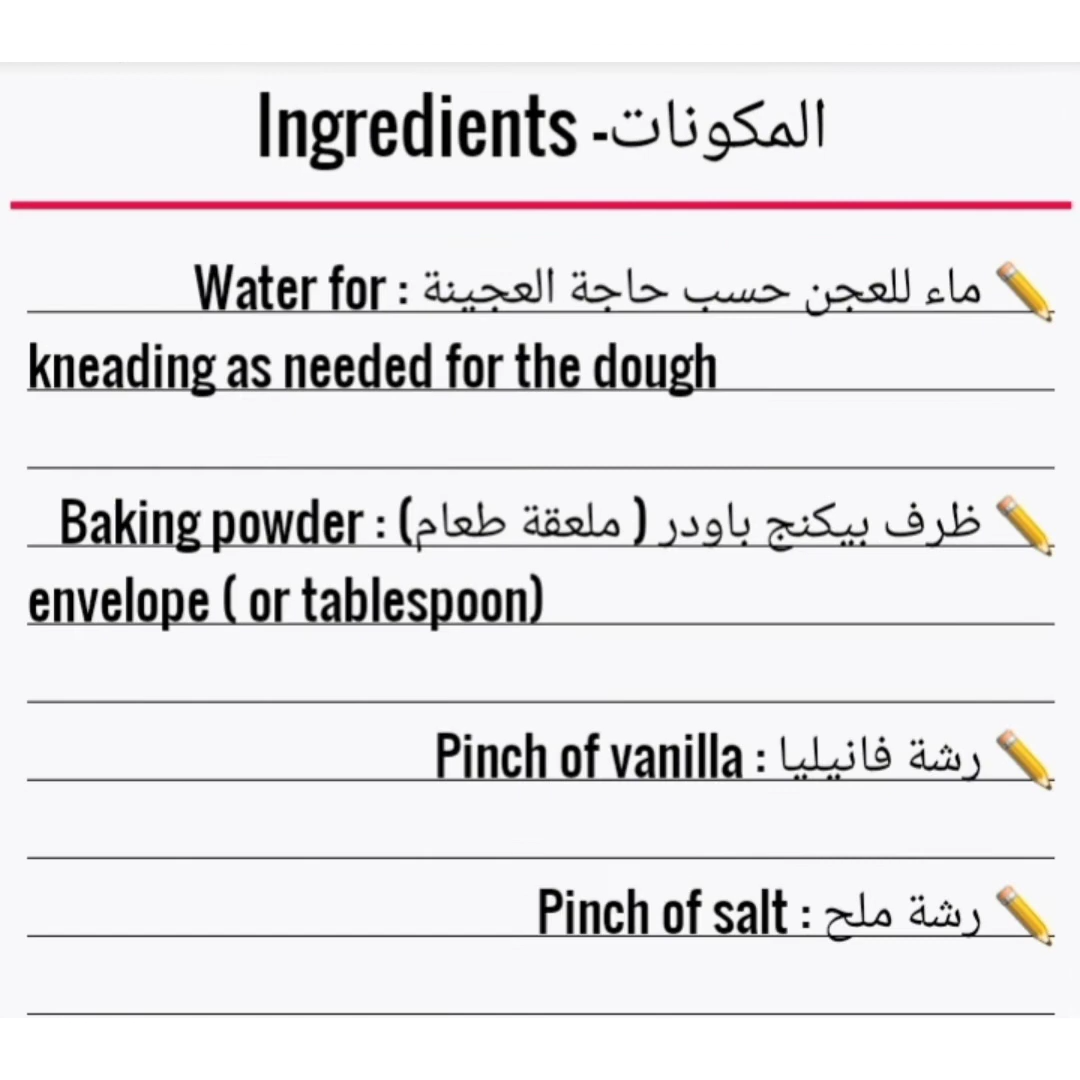 Ingredients -المكونات
✏️ ماء للعجن حسب حاجة العجينة : Water for
kneading as needed for the dough
✏️ ظرف بيكنج باودر ( ملعقة طعام) : Baking powder
envelope ( or tablespoon)
✏️ رشة فانيليا : Pinch of vanilla
✏️ رشة ملح : Pinch of salt